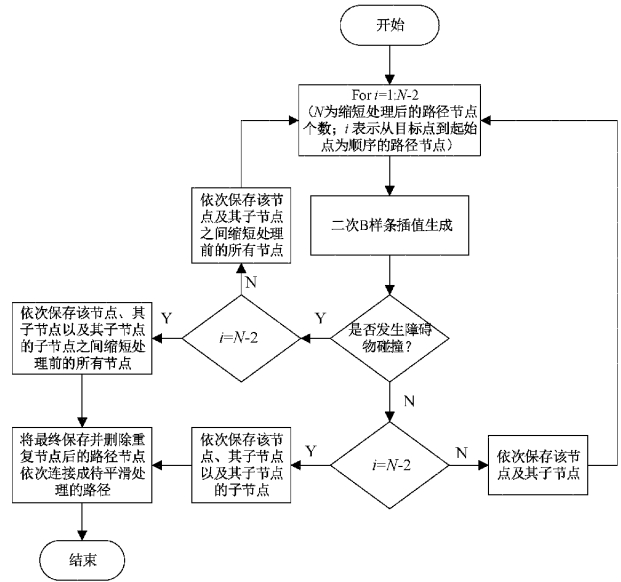 开始
For i=1:N-2
（N为缩短处理后的路径节点
个数；i 表示从目标点到起始
点为顺序的路径节点）
依次保存该节
点及其子节点
之间缩短处理
前的所有节点
二次B样条插值生成
N
依次保存该节点、其
子节点以及其子节点
的子节点之间缩短处
理前的所有节点
Y
i=N-2
Y
是否发生障碍
物碰撞？
N
将最终保存并删除重
复节点后的路径节点
依次连接成待平滑处
理的路径
依次保存该节
点、其子节点
以及其子节点
的子节点
Y
i=N-2
N
依次保存该节
点及其子节点
结束